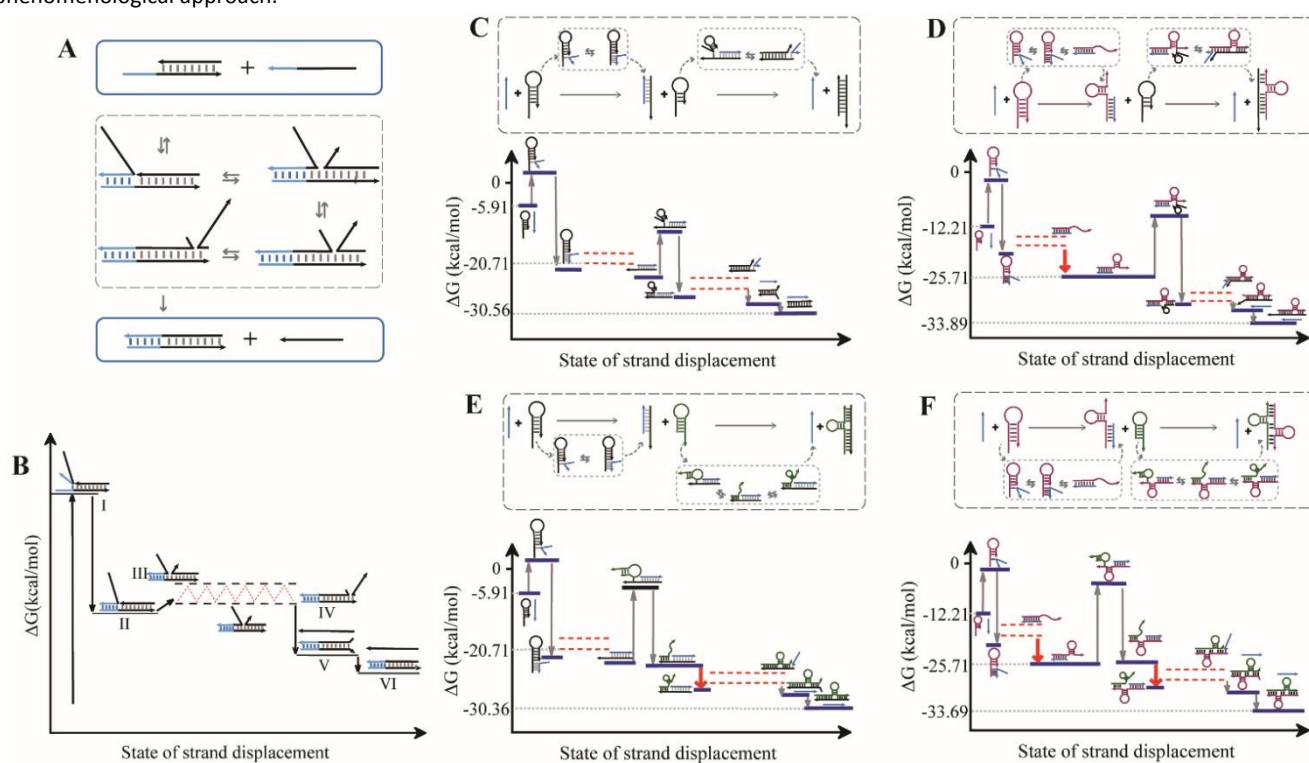 phenomenological approach.
A
B
ΔG(kcal/mol)
I
II
III
IV
V
VI
State of strand displacement
C
ΔG (kcal/mol)
0
-5.91
-20.71
-30.56
State of strand displacement
D
ΔG (kcal/mol)
0
-12.21
-25.71
-33.89
State of strand displacement
E
ΔG (kcal/mol)
0
-5.91
-20.71
-30.36
State of strand displacement
F
ΔG (kcal/mol)
0
-12.21
-25.71
-33.69
State of strand displacement